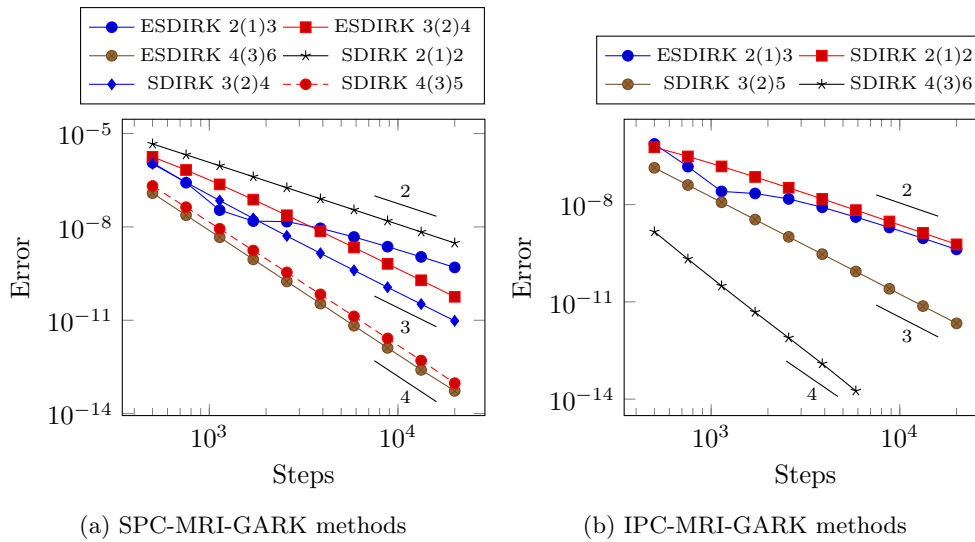 ESDIRK 2(1)3 ESDIRK 3(2)4
ESDIRK 4(3)6 SDIRK 2(1)2
SDIRK 3(2)4 SDIRK 4(3)5
10^−5
10^−8
10^−11
10^−14
Error
2
3
4
10^3 10^4
Steps
(a) SPC-MRI-GARK methods
ESDIRK 2(1)3 SDIRK 2(1)2
SDIRK 3(2)5 SDIRK 4(3)6
10^−8
10^−11
10^−14
Error
2
3
4
10^3 10^4
Steps
(b) IPC-MRI-GARK methods